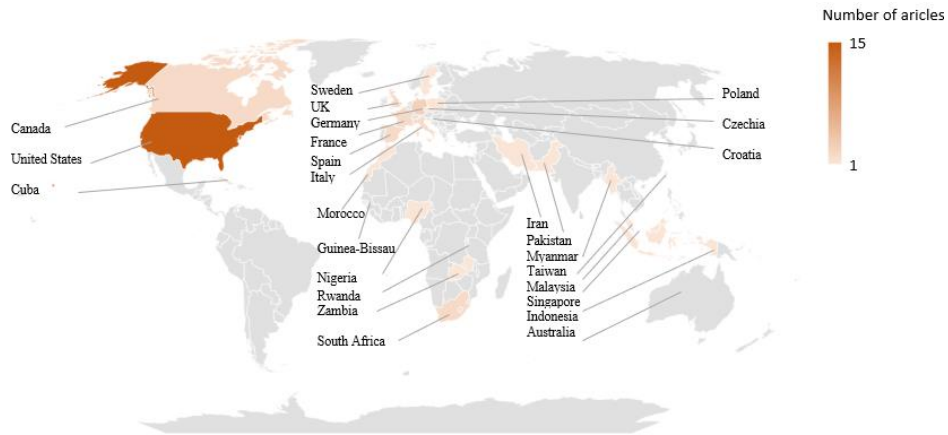 Number of aricles
15
1
Canada
United States
Cuba
Sweden
UK
Germany
France
Spain
Italy
Morocco
Guinea-Bissau
Nigeria
Rwanda
Zambia
South Africa
Iran
Pakistan
Myanmar
Taiwan
Malaysia
Singapore
Indonesia
Australia
Poland
Czechia
Croatia